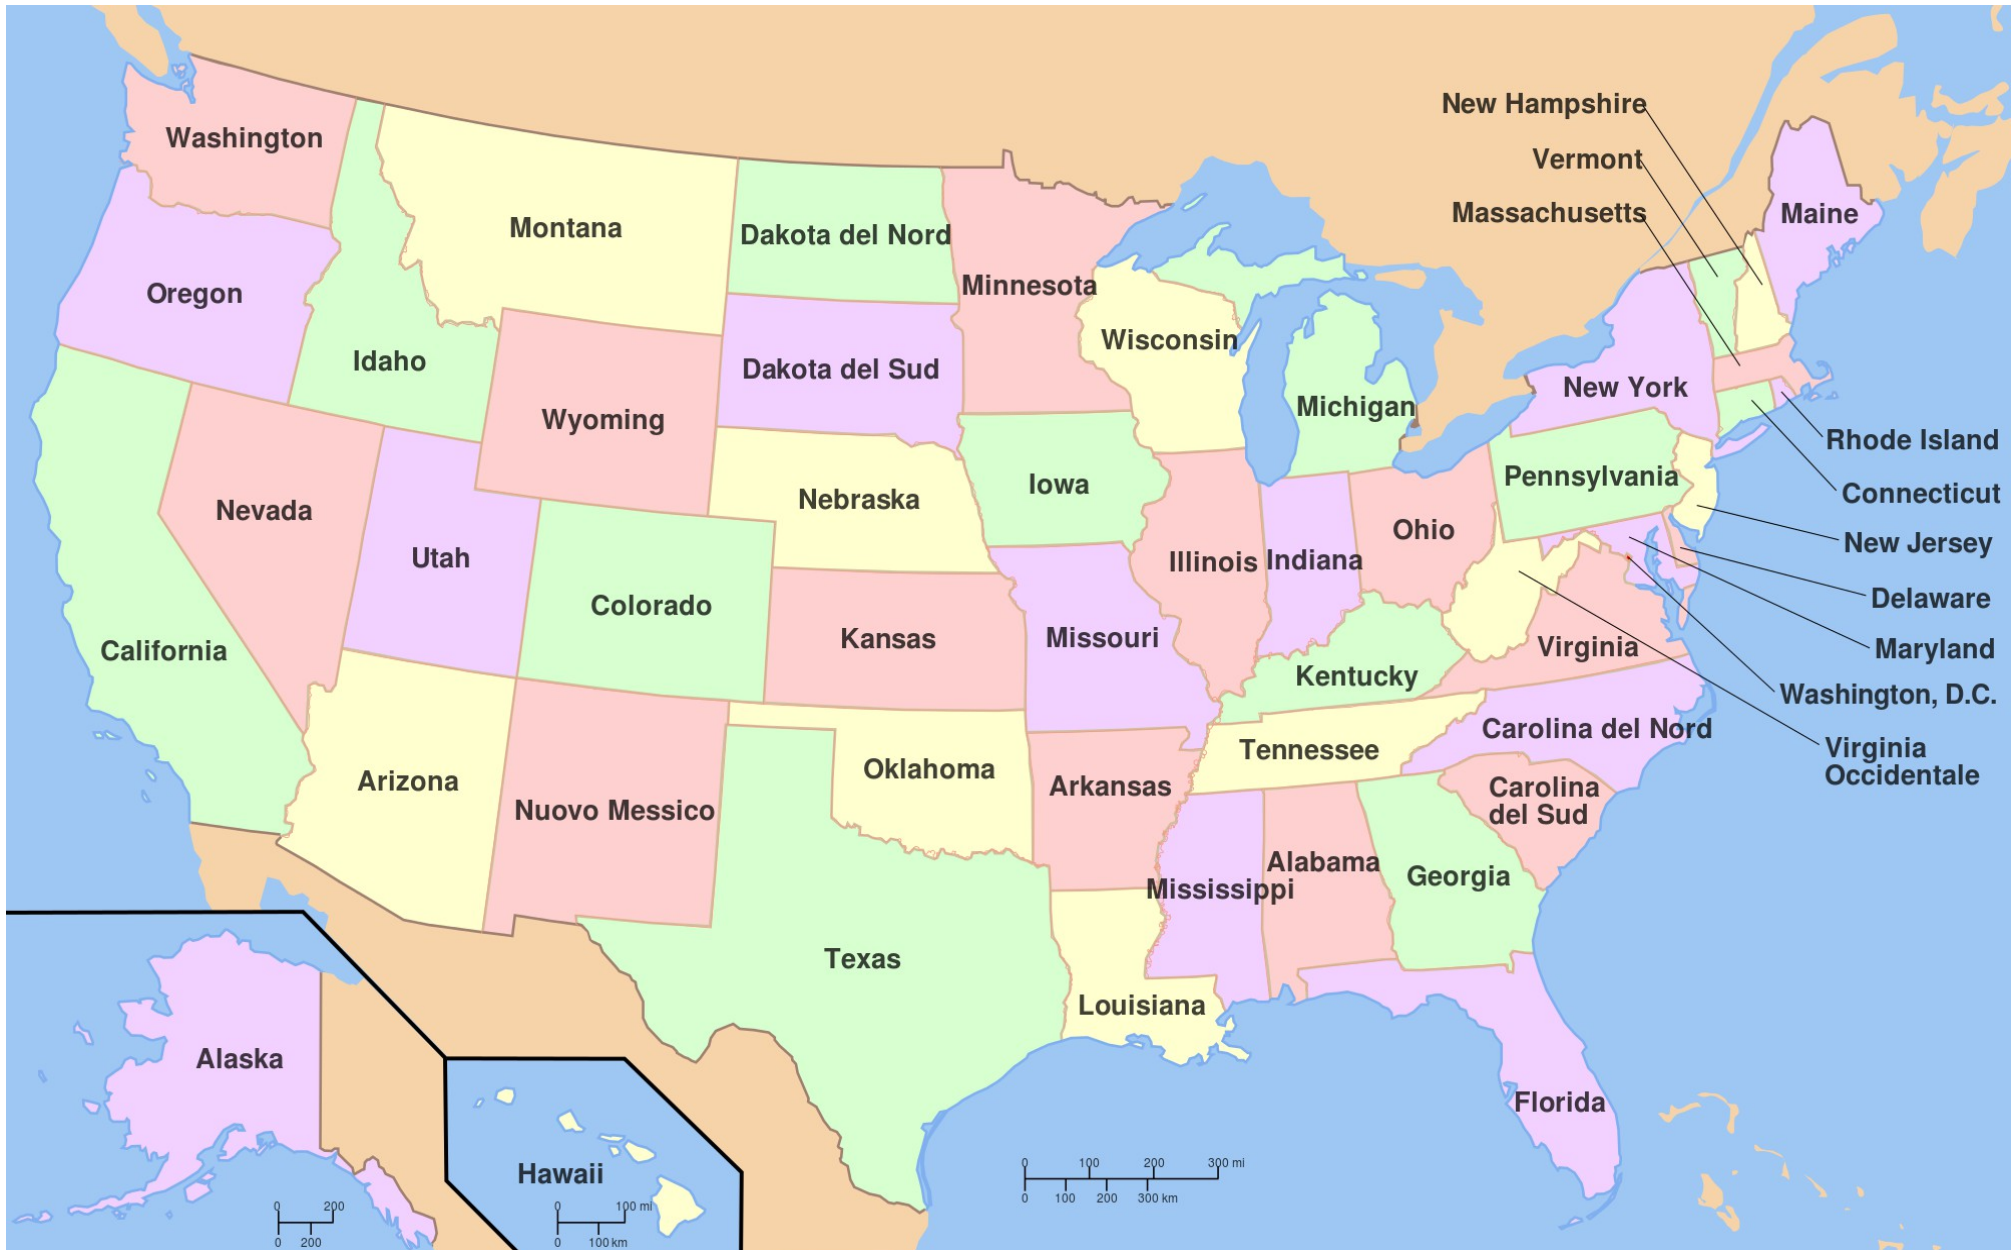 New Hampshire
Vermont
Massachusetts
Maine
Washington
Montana
Dakota del Nord
Minnesota
Oregon
Idaho
Wisconsin
Dakota del Sud
Wyoming
Michigan
New York
Rhode Island
Nebraska
Iowa
Pennsylvania
Connecticut
Nevada
Utah
Ohio
New Jersey
Illinois
Indiana
Colorado
Delaware
California
Kansas
Missouri
Virginia
Maryland
Kentucky
Washington, D.C.
Carolina del Nord
Virginia
Occidentale
Tennessee
Arizona
Oklahoma
Arkansas
Carolina
del Sud
Nuovo Messico
Alabama
Georgia
Mississippi
Texas
Louisiana
Alaska
Florida
Hawaii
0 200
0 200
0 100 mi
0 100 km
0 100 200 300 mi
0 100 200 300 km